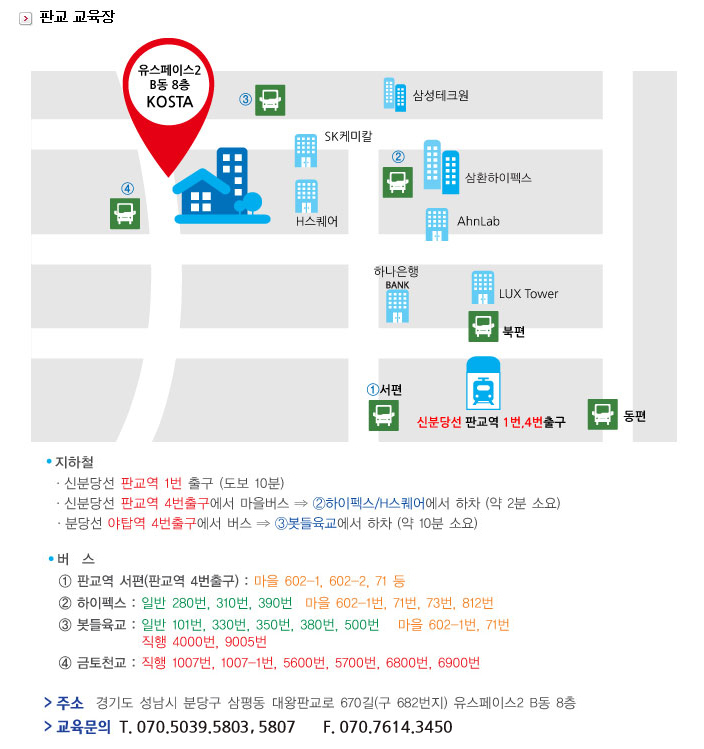 판교 교육장
유스페이스2
B동 8층
KOSTA
③
삼성테크원
SK케미칼
②
삼환하이펙스
④
H스퀘어
AhnLab
하나은행
BANK
LUX Tower
북편
①서편
신분당선 판교역 1번,4번출구
동편
• 지하철
· 신분당선 판교역 1번 출구 (도보 10분)
· 신분당선 판교역 4번출구에서 마을버스 ⇒ ②하이펙스/H스퀘어에서 하차 (약 2분 소요)
· 분당선 야탑역 4번출구에서 버스 ⇒ ③봇들육교에서 하차 (약 10분 소요)
• 버 스
① 판교역 서편(판교역 4번출구) : 마을 602-1, 602-2, 71 등
② 하이펙스 : 일반 280번, 310번, 390번 마을 602-1번, 71번, 73번, 812번
③ 봇들육교 : 일반 101번, 330번, 350번, 380번, 500번 마을 602-1번, 71번
직행 4000번, 9005번
④ 금토천교 : 직행 1007번, 1007-1번, 5600번, 5700번, 6800번, 6900번
> 주소 경기도 성남시 분당구 삼평동 대왕판교로 670길(구 682번지) 유스페이스2 B동 8층
> 교육문의 T. 070.5039.5803, 5807 F. 070.7614.3450